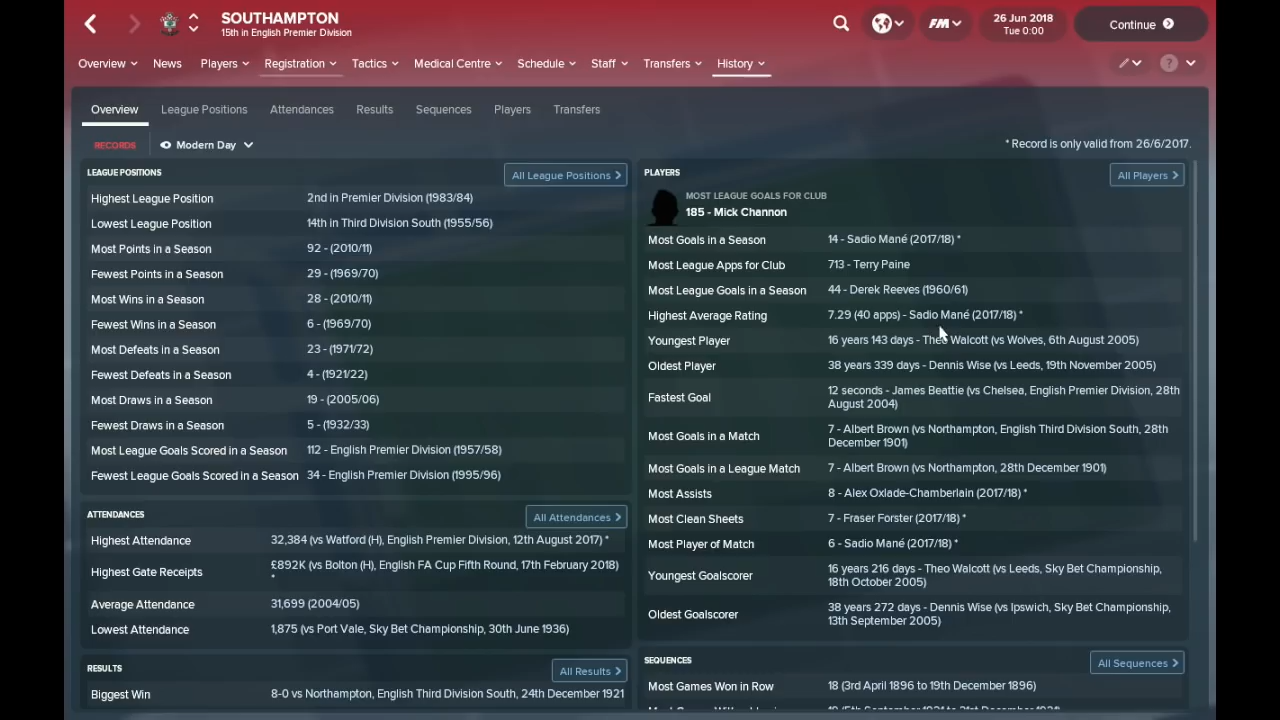 SOUTHAMPTON
15th in English Premier Division
FM
26 Jun 2018
Tue 0:00
Continue
Overview
News
Players
Registration
Tactics
Medical Centre
Schedule
Staff
Transfers
History
?
Overview
League Positions
Attendances
Results
Sequences
Players
Transfers
RECORDS
Modern Day
* Record is only valid from 26/6/2017.
LEAGUE POSITIONS
All League Positions
Highest League Position 2nd in Premier Division (1983/84)
Lowest League Position 14th in Third Division South (1955/56)
Most Points in a Season 92 - (2010/11)
Fewest Points in a Season 29 - (1969/70)
Most Wins in a Season 28 - (2010/11)
Fewest Wins in a Season 6 - (1969/70)
Most Defeats in a Season 23 - (1971/72)
Fewest Defeats in a Season 4 - (1921/22)
Most Draws in a Season 19 - (2005/06)
Fewest Draws in a Season 5 - (1932/33)
Most League Goals Scored in a Season 112 - English Premier Division (1957/58)
Fewest League Goals Scored in a Season 34 - English Premier Division (1995/96)
ATTENDANCES
All Attendances
Highest Attendance 32,384 (vs Watford (H), English Premier Division, 12th August 2017) *
Highest Gate Receipts £892K (vs Bolton (H), English FA Cup Fifth Round, 17th February 2018)
*
Average Attendance 31,699 (2004/05)
Lowest Attendance 1,875 (vs Port Vale, Sky Bet Championship, 30th June 1936)
RESULTS
All Results
Biggest Win 8-0 vs Northampton, English Third Division South, 24th December 1921
PLAYERS
All Players
MOST LEAGUE GOALS FOR CLUB
185 - Mick Channon
Most Goals in a Season 14 - Sadio Mané (2017/18) *
Most League Apps for Club 713 - Terry Paine
Most League Goals in a Season 44 - Derek Reeves (1960/61)
Highest Average Rating 7.29 (40 apps) - Sadio Mané (2017/18) *
Youngest Player 16 years 143 days - Theo Walcott (vs Wolves, 6th August 2005)
Oldest Player 38 years 339 days - Dennis Wise (vs Leeds, 19th November 2005)
Fastest Goal 12 seconds - James Beattie (vs Chelsea, English Premier Division, 28th
August 2004)
Most Goals in a Match 7 - Albert Brown (vs Northampton, English Third Division South, 28th
December 1901)
Most Goals in a League Match 7 - Albert Brown (vs Northampton, 28th December 1901)
Most Assists 8 - Alex Oxlade-Chamberlain (2017/18) *
Most Clean Sheets 7 - Fraser Forster (2017/18) *
Most Player of Match 6 - Sadio Mané (2017/18) *
Youngest Goalscorer 16 years 216 days - Theo Walcott (vs Leeds, Sky Bet Championship,
18th October 2005)
Oldest Goalscorer 38 years 272 days - Dennis Wise (vs Ipswich, Sky Bet Championship,
13th September 2005)
SEQUENCES
All Sequences
Most Games Won in Row 18 (3rd April 1896 to 19th December 1896)